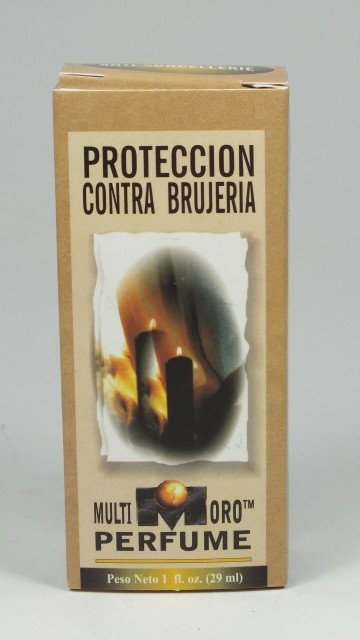 PROTECCION
CONTRA BRUJERIA
MULTI ORO™
PERFUME
Peso Neto 1 fl. oz. (29 ml)